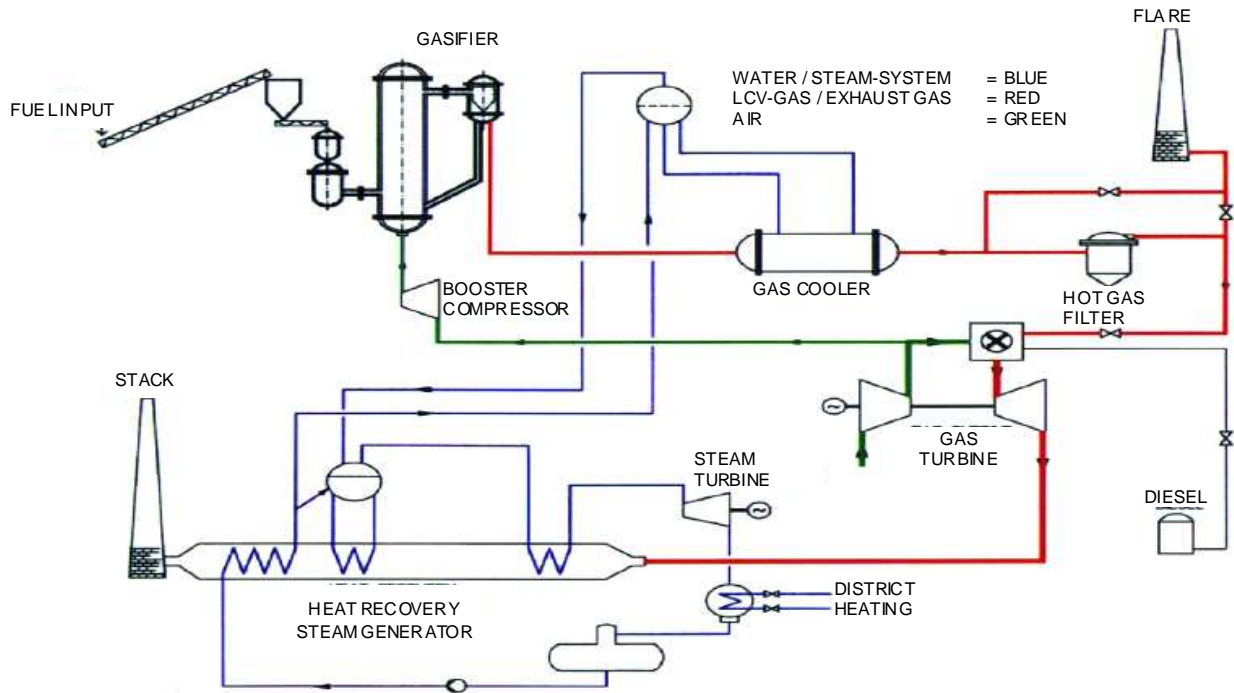 FLARE
GASIFIER
WATER / STEAM-SYSTEM = BLUE
LCV-GAS / EXHAUST GAS = RED
AIR = GREEN
FUEL INPUT
BOOSTER
COMPRESSOR
GAS COOLER
HOT GAS
FILTER
STACK
GAS
TURBINE
STEAM
TURBINE
DIESEL
DISTRICT
HEATING
HEAT RECOVERY
STEAM GENERATOR